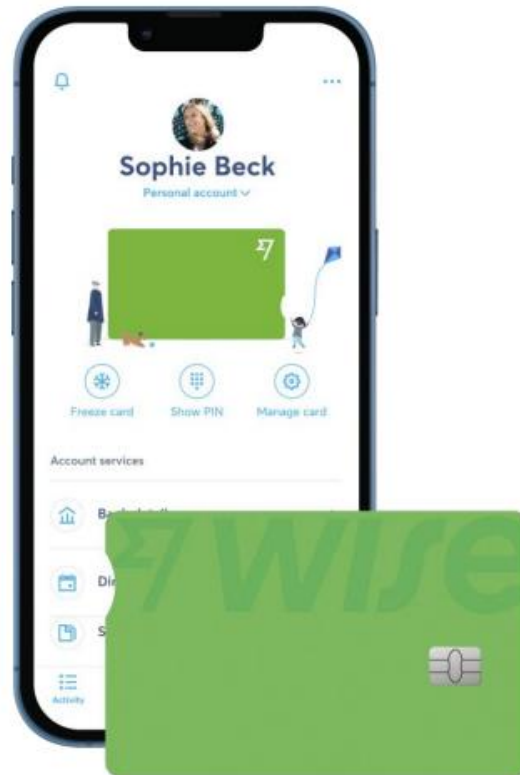 Sophie Beck
Personal account
Freeze card
Show PIN
Manage card
Account services
Activity
WISE